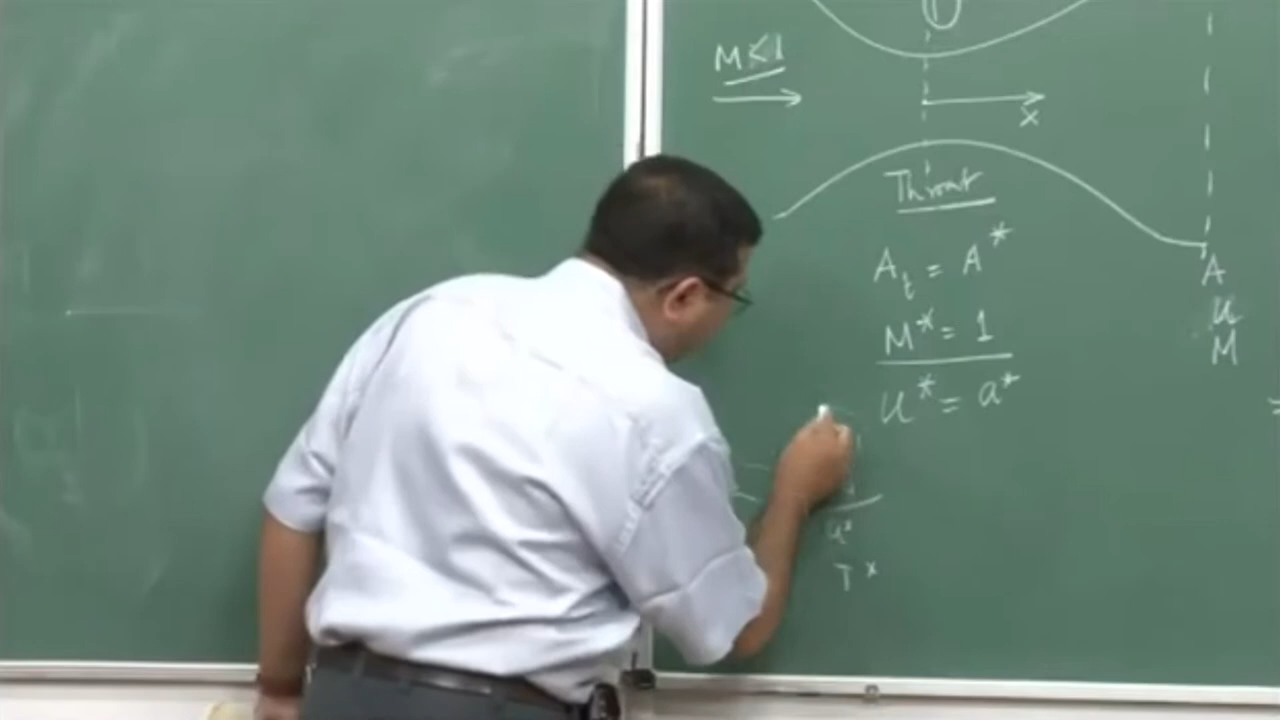 M < 1
x
Throat
A_t = A*
M* = 1
u* = a*
u*
T*
A
u
M
=